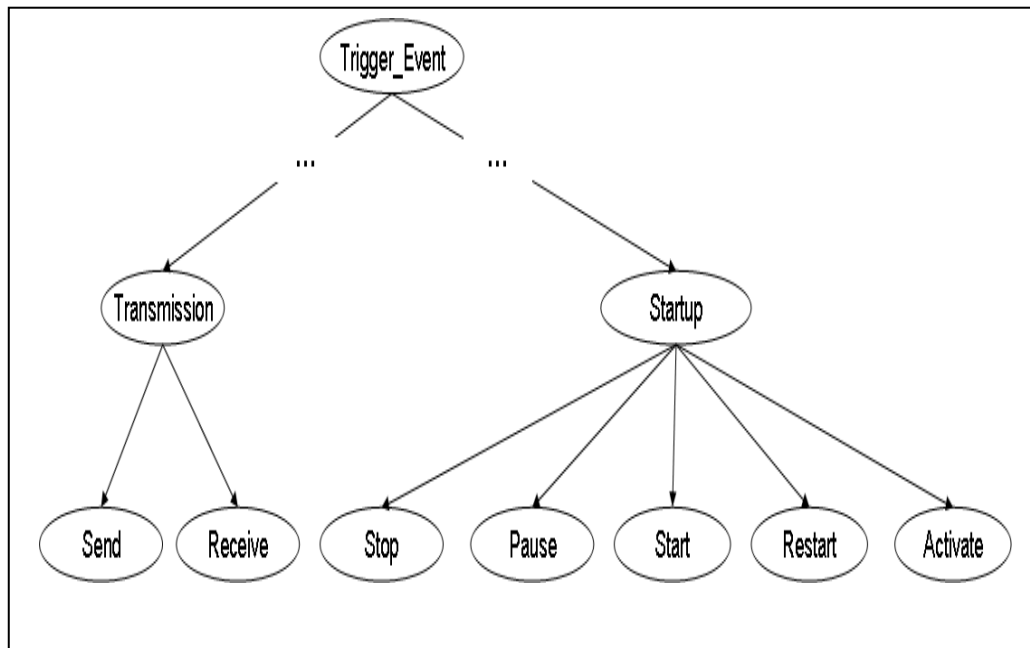 Trigger_Event
... ...
Transmission Startup
Send Receive Stop Pause Start Restart Activate